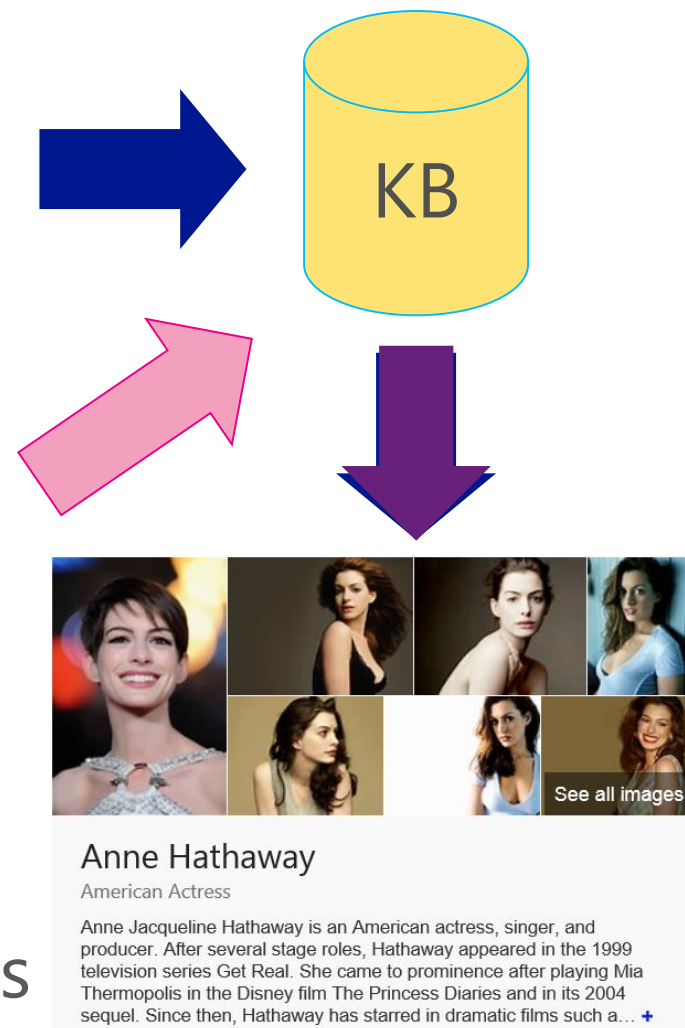 KB
See all images
Anne Hathaway
American Actress
Anne Jacqueline Hathaway is an American actress, singer, and
producer. After several stage roles, Hathaway appeared in the 1999
television series Get Real. She came to prominence after playing Mia
s
Thermopolis in the Disney film The Princess Diaries and in its 2004
sequel. Since then, Hathaway has starred in dramatic films such a... +